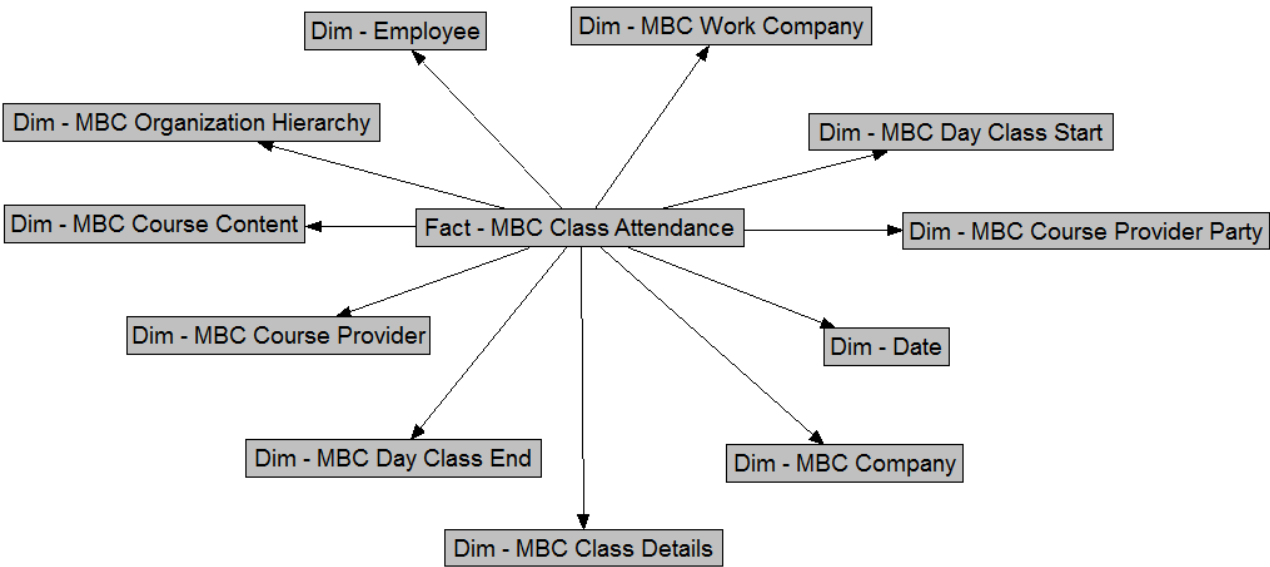 Dim - Employee
Dim - MBC Work Company
Dim - MBC Organization Hierarchy
Dim - MBC Day Class Start
Dim - MBC Course Content
Fact - MBC Class Attendance
Dim - MBC Course Provider Party
Dim - MBC Course Provider
Dim - Date
Dim - MBC Day Class End
Dim - MBC Company
Dim - MBC Class Details